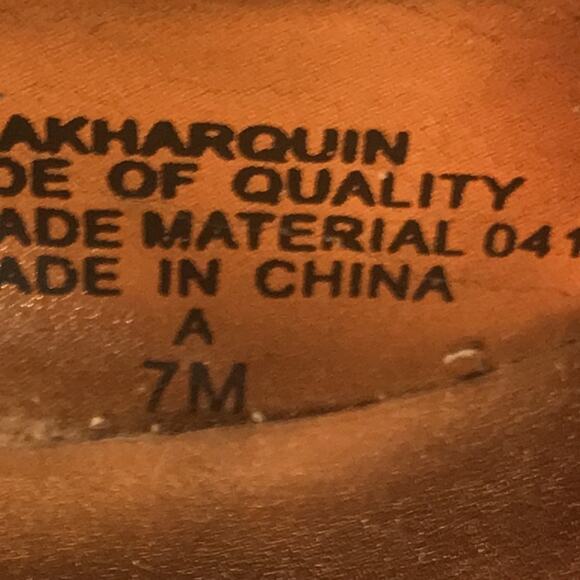 AKHARQUIN
DE OF QUALITY
ADE MATERIAL 041
ADE IN CHINA
A
7M